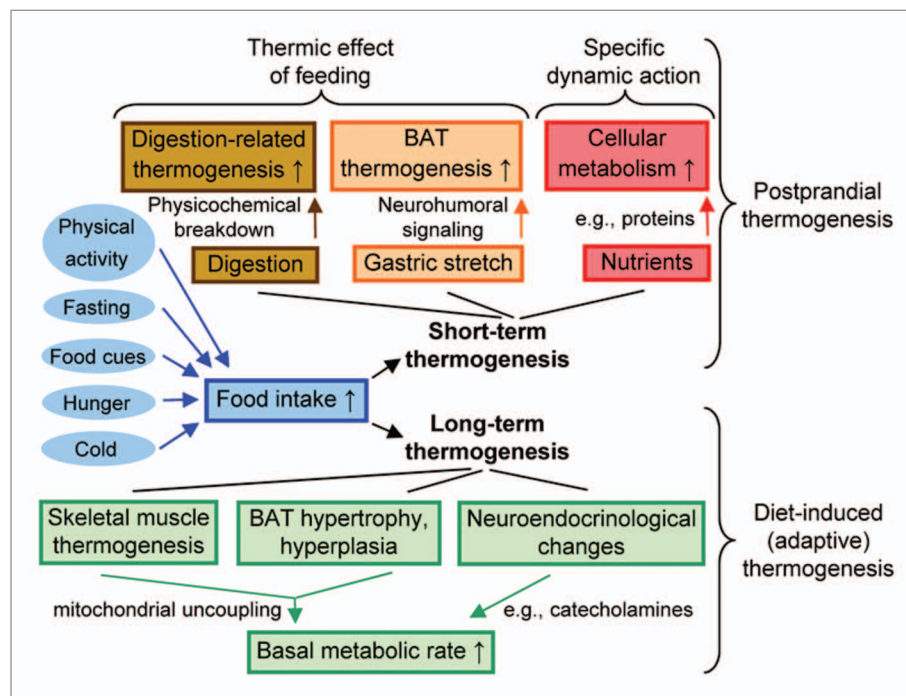 Thermic effect
of feeding
Specific
dynamic action
Digestion-related
thermogenesis ↑
BAT
thermogenesis ↑
Cellular
metabolism ↑
Postprandial
thermogenesis
Physicochemical
breakdown
Neurohumoral
signaling
e.g., proteins
Digestion
Gastric stretch
Nutrients
Physical
activity
Fasting
Food cues
Hunger
Cold
Food intake ↑
Short-term
thermogenesis
Long-term
thermogenesis
Skeletal muscle
thermogenesis
BAT hypertrophy,
hyperplasia
Neuroendocrinological
changes
Diet-induced
(adaptive)
thermogenesis
mitochondrial uncoupling
e.g., catecholamines
Basal metabolic rate ↑